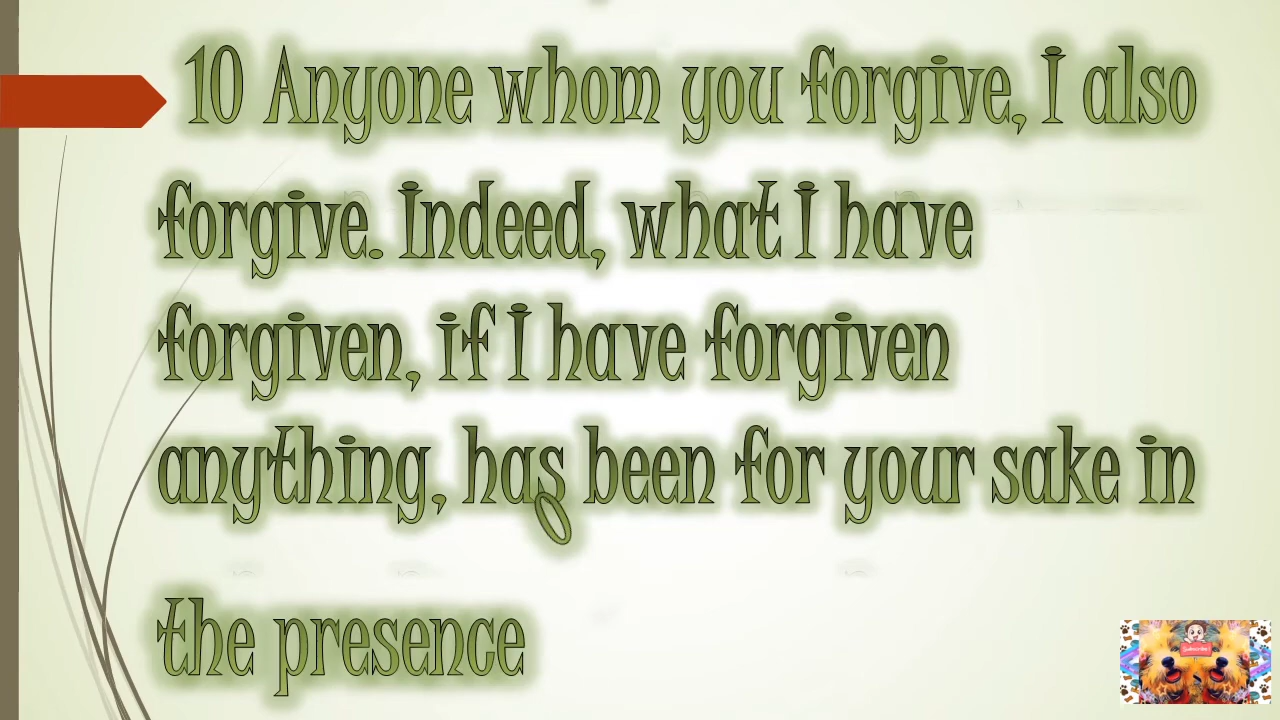 10 Anyone whom you forgive, I also
forgive. Indeed, what I have
forgiven, if I have forgiven
anything, has been for your sake in
the presence
Subscribe